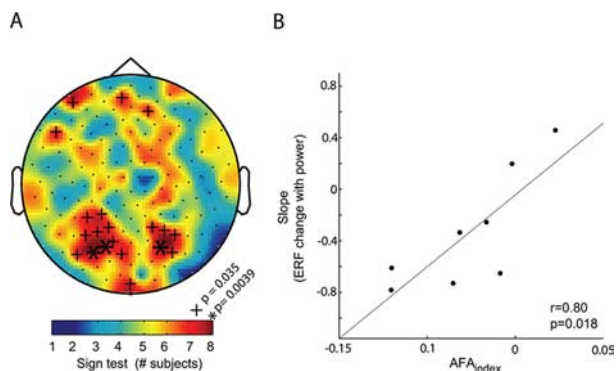 A
+ p = 0.035
* p= 0.0039
1 2 3 4 5 6 7 8
Sign test (# subjects)
B
Slope
(ERF change with power)
0.8
0.4
0
-0.4
-0.8
-0.15 0.1 0 0.05
AFAindex
r=0.80
p=0.018